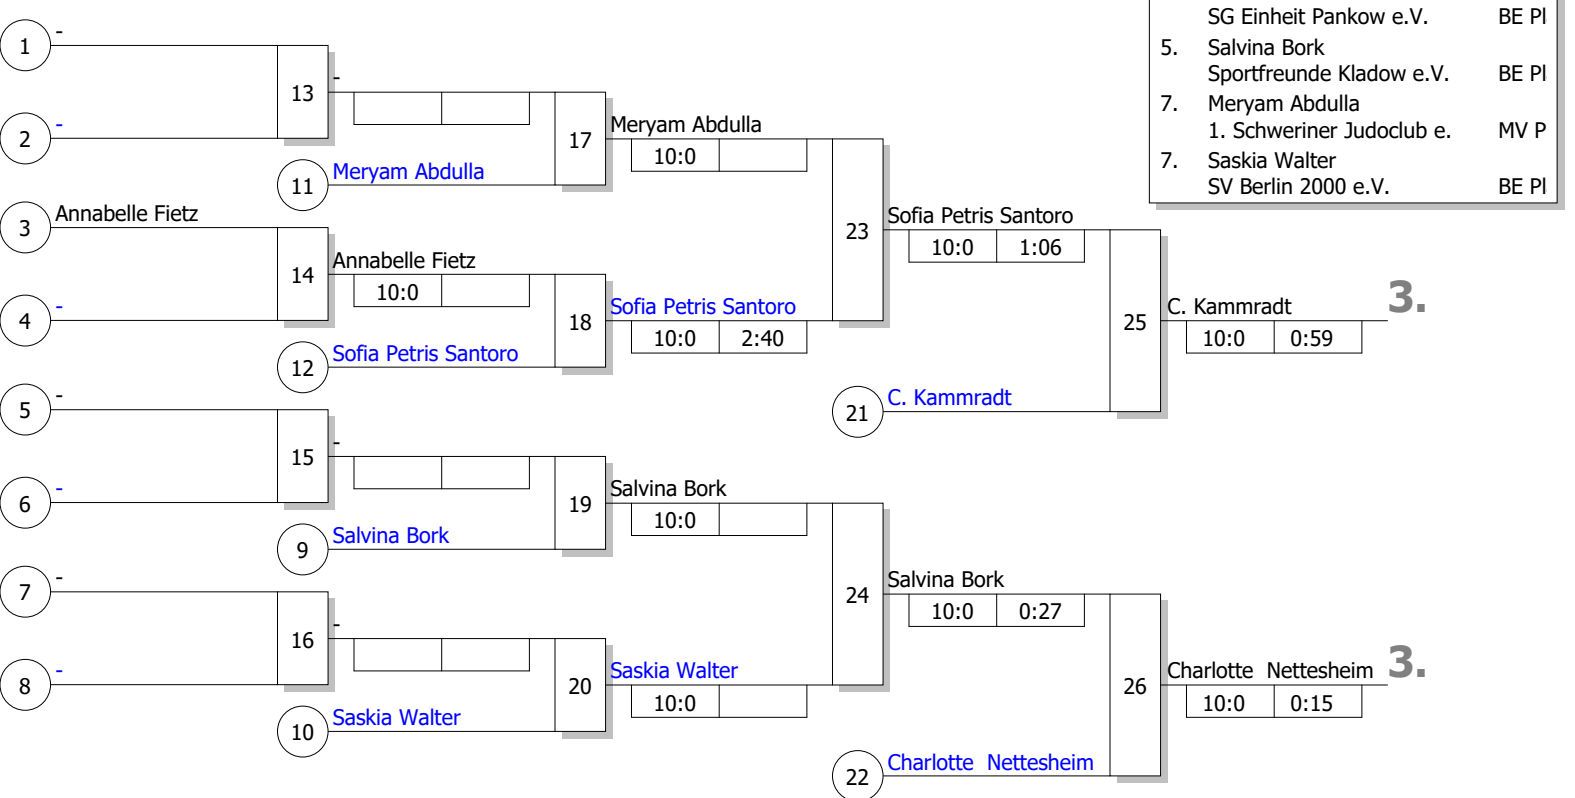 SG Einheit Pankow e.V. BE Pl
5. Salvina Bork
Sportfreunde Kladow e.V. BE Pl
7. Meryam Abdulla
1. Schweriner Judoclub e. MV P
7. Saskia Walter
SV Berlin 2000 e.V. BE Pl
1 -
13 -
2 -
17 Meryam Abdulla
10:0
11 Meryam Abdulla
3 Annabelle Fietz
23 Sofia Petris Santoro
10:0 1:06
14 Annabelle Fietz
10:0
4 -
18 Sofia Petris Santoro
10:0 2:40
25 C. Kammradt 3.
10:0 0:59
12 Sofia Petris Santoro
5 -
21 C. Kammradt
15 -
6 -
19 Salvina Bork
10:0
9 Salvina Bork
7 -
24 Salvina Bork
10:0 0:27
16 -
8 -
20 Saskia Walter
10:0
26 Charlotte Nettesheim 3.
10:0 0:15
10 Saskia Walter
22 Charlotte Nettesheim